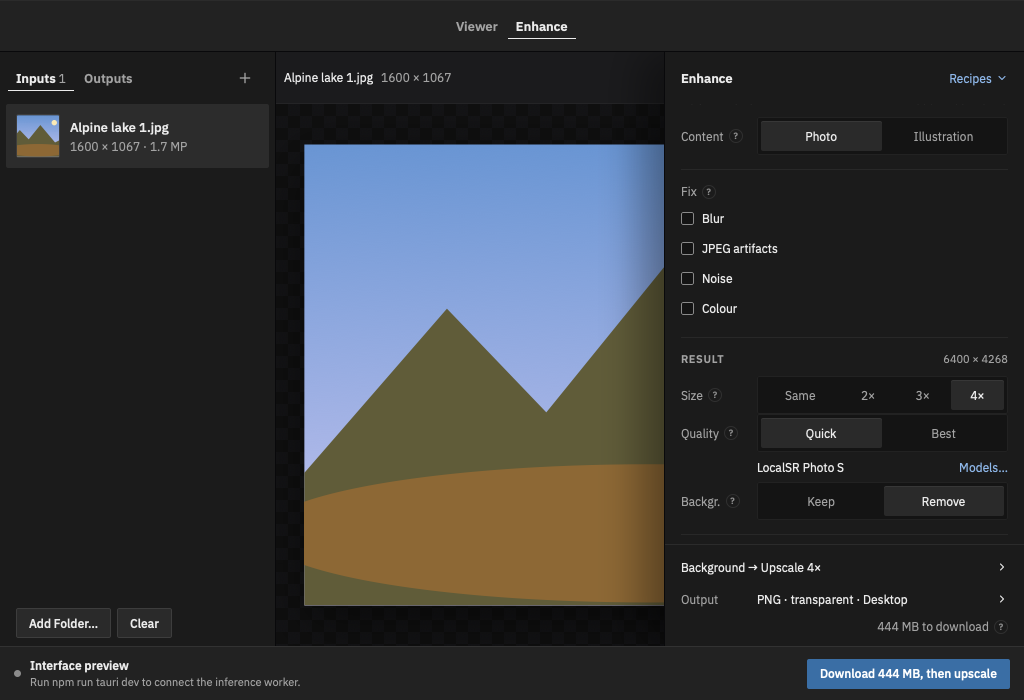 Viewer Enhance
Inputs 1 Outputs +
Alpine lake 1.jpg
1600 × 1067 · 1.7 MP
Add Folder... Clear
Alpine lake 1.jpg 1600 × 1067
Enhance Recipes
Content ? Photo Illustration
Fix ?
Blur
JPEG artifacts
Noise
Colour
RESULT 6400 × 4268
Size ? Same 2× 3× 4×
Quality ? Quick Best
LocalSR Photo S Models...
Backgr. ? Keep Remove
Background → Upscale 4×
Output PNG · transparent · Desktop
444 MB to download ?
Interface preview
Run npm run tauri dev to connect the inference worker.
Download 444 MB, then upscale